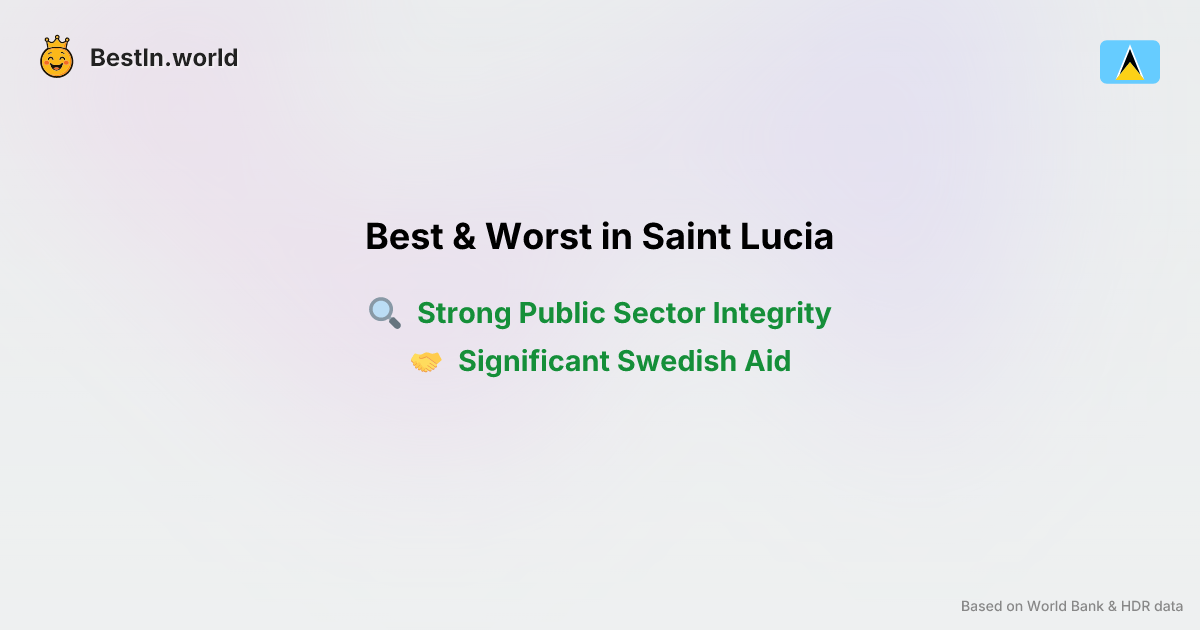 BestIn.world
Best & Worst in Saint Lucia
Strong Public Sector Integrity
Significant Swedish Aid
Based on World Bank & HDR data